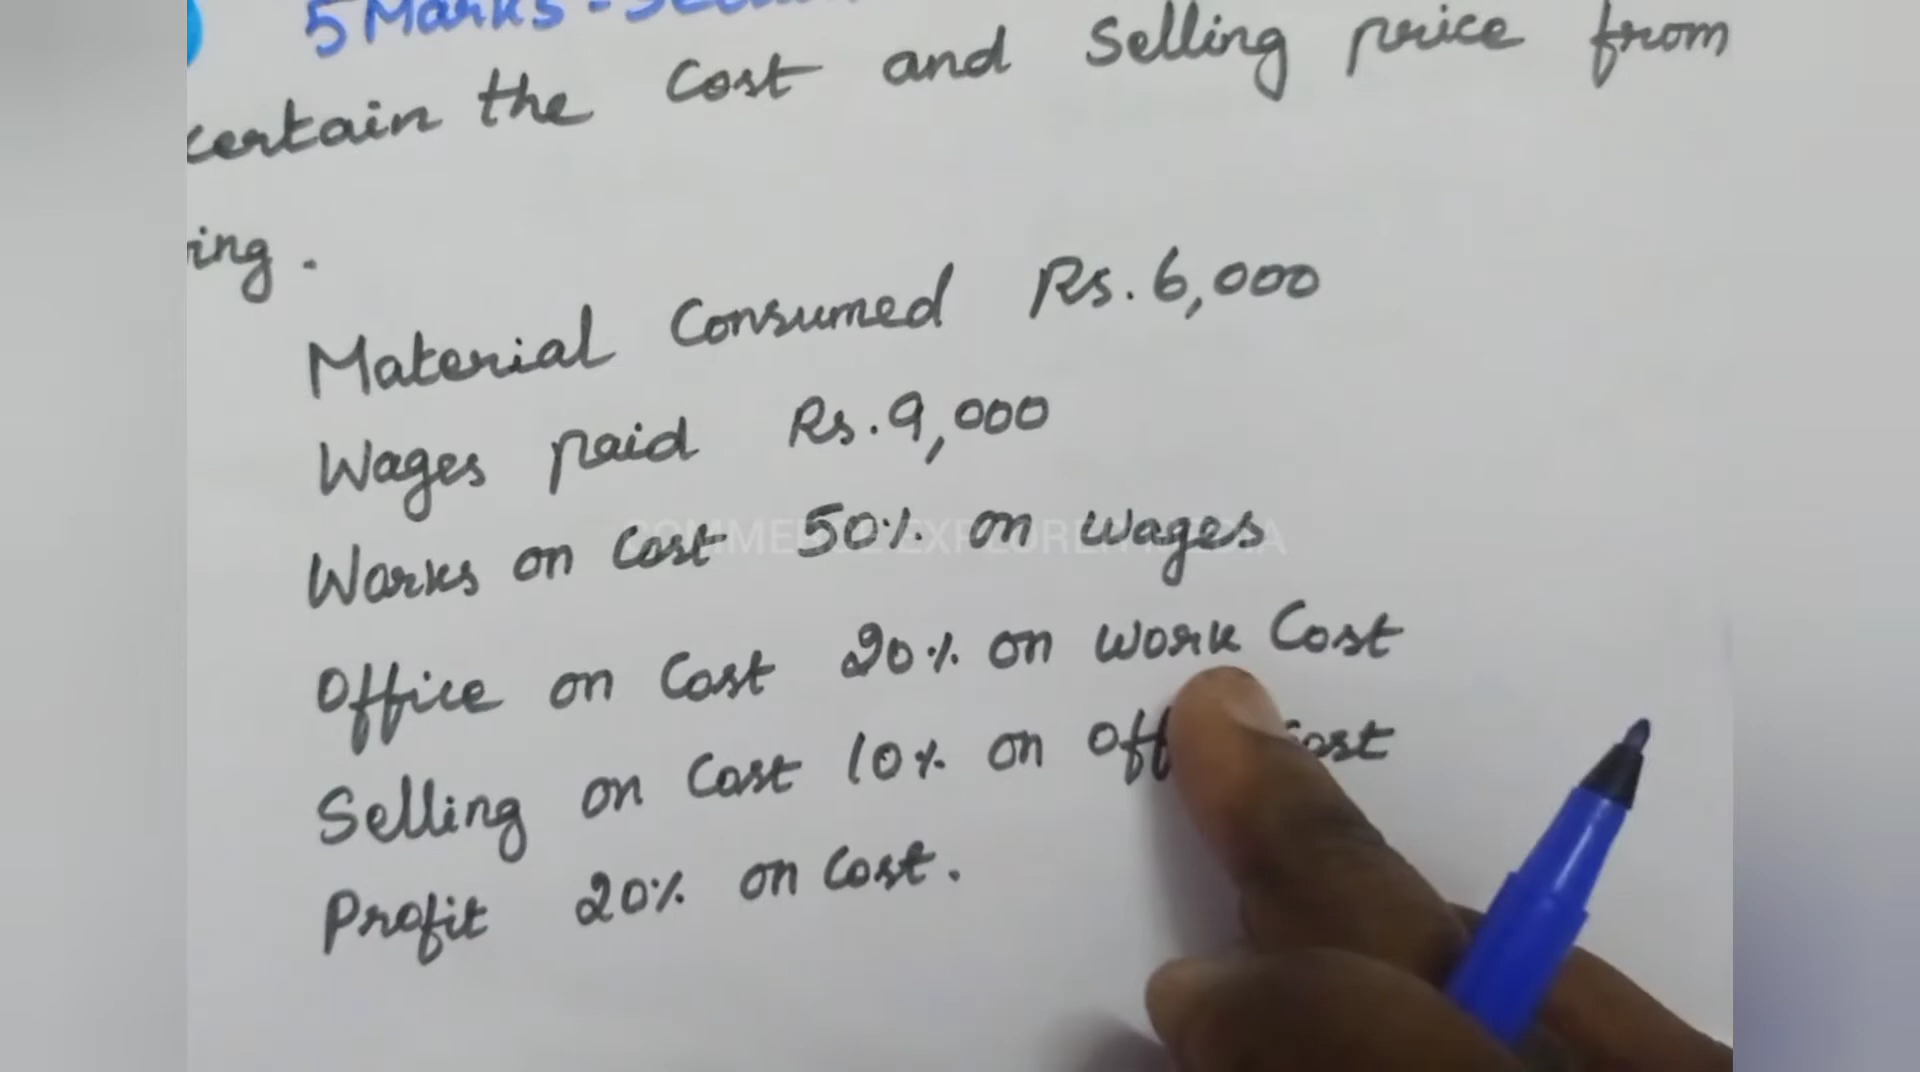 5 Marks -
certain the Cost and Selling price from
ing.
Material Consumed Rs. 6,000
Wages paid Rs. 9,000
Works on Cost 50% on wages
Office on Cost 20% on work Cost
Selling on Cost 10% on Off Cost
Profit 20% on Cost.